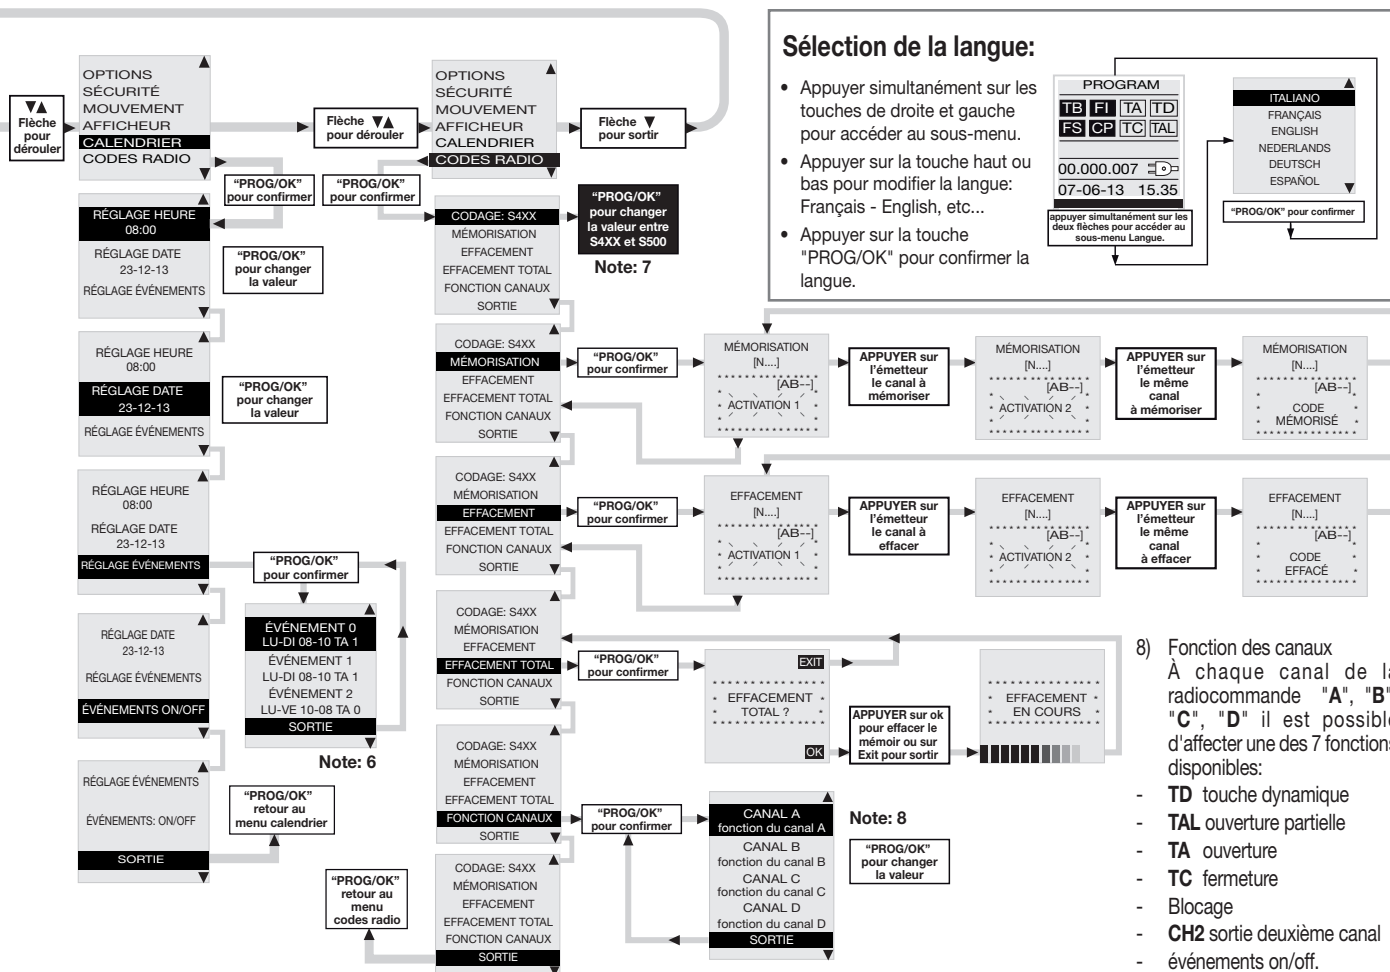 OPTIONS
SÉCURITÉ
MOUVEMENT
AFFICHEUR
CALENDRIER
CODES RADIO
Flèche
pour
dérouler
"PROG/OK"
pour confirmer
RÉGLAGE HEURE
08:00
RÉGLAGE DATE
23-12-13
RÉGLAGE ÉVÉNEMENTS
"PROG/OK"
pour changer
la valeur
RÉGLAGE HEURE
08:00
RÉGLAGE DATE
23-12-13
RÉGLAGE ÉVÉNEMENTS
"PROG/OK"
pour changer
la valeur
RÉGLAGE HEURE
08:00
RÉGLAGE DATE
23-12-13
RÉGLAGE ÉVÉNEMENTS
"PROG/OK"
pour confirmer
ÉVÉNEMENT 0
LU-DI 08-10 TA 1
ÉVÉNEMENT 1
LU-DI 08-10 TA 1
ÉVÉNEMENT 2
LU-VE 10-08 TA 0
SORTIE
Note: 6
RÉGLAGE DATE
23-12-13
RÉGLAGE ÉVÉNEMENTS
ÉVÉNEMENTS ON/OFF
RÉGLAGE ÉVÉNEMENTS
ÉVÉNEMENTS: ON/OFF
SORTIE
"PROG/OK"
retour au
menu calendrier
Flèche
pour dérouler
OPTIONS
SÉCURITÉ
MOUVEMENT
AFFICHEUR
CALENDRIER
CODES RADIO
Flèche
pour sortir
"PROG/OK"
pour confirmer
CODAGE: S4XX
MÉMORISATION
EFFACEMENT
EFFACEMENT TOTAL
FONCTION CANAUX
SORTIE
"PROG/OK"
pour changer
la valeur entre
S4XX et S500
Note: 7
CODAGE: S4XX
MÉMORISATION
EFFACEMENT
EFFACEMENT TOTAL
FONCTION CANAUX
SORTIE
"PROG/OK"
pour confirmer
MÉMORISATION
[N....]
[AB--]
ACTIVATION 1
APPUYER sur
l'émetteur
le canal à
mémoriser
MÉMORISATION
[N....]
[AB--]
ACTIVATION 2
APPUYER sur
l'émetteur
le même
canal
à mémoriser
MÉMORISATION
[N....]
[AB--]
CODE
MÉMORISÉ
CODAGE: S4XX
MÉMORISATION
EFFACEMENT
EFFACEMENT TOTAL
FONCTION CANAUX
SORTIE
"PROG/OK"
pour confirmer
EFFACEMENT
[N....]
[AB--]
ACTIVATION 1
APPUYER sur
l'émetteur
le canal à
effacer
EFFACEMENT
[N....]
[AB--]
ACTIVATION 2
APPUYER sur
l'émetteur
le même
canal
à effacer
EFFACEMENT
[N....]
[AB--]
CODE
EFFACÉ
CODAGE: S4XX
MÉMORISATION
EFFACEMENT
EFFACEMENT TOTAL
FONCTION CANAUX
SORTIE
"PROG/OK"
pour confirmer
EXIT
EFFACEMENT
TOTAL ?
OK
APPUYER sur ok
pour effacer le
mémoir ou sur
Exit pour sortir
EFFACEMENT
EN COURS
CODAGE: S4XX
MÉMORISATION
EFFACEMENT
EFFACEMENT TOTAL
FONCTION CANAUX
SORTIE
"PROG/OK"
pour confirmer
CANAL A
fonction du canal A
CANAL B
fonction du canal B
CANAL C
fonction du canal C
CANAL D
fonction du canal D
SORTIE
Note: 8
"PROG/OK"
pour changer
la valeur
CODAGE: S4XX
MÉMORISATION
EFFACEMENT
EFFACEMENT TOTAL
FONCTION CANAUX
SORTIE
"PROG/OK"
retour au
menu
codes radio
Sélection de la langue:
• Appuyer simultanément sur les
touches de droite et gauche
pour accéder au sous-menu.
• Appuyer sur la touche haut ou
bas pour modifier la langue:
Français - English, etc...
• Appuyer sur la touche
"PROG/OK" pour confirmer la
langue.
PROGRAM
TB FI TA TD
FS CP TC TAL
00.000.007
07-06-13 15.35
appuyer simultanément sur les
deux flèches pour accéder au
sous-menu Langue.
ITALIANO
FRANÇAIS
ENGLISH
NEDERLANDS
DEUTSCH
ESPAÑOL
"PROG/OK" pour confirmer
8) Fonction des canaux
À chaque canal de la
radiocommande "A", "B"
"C", "D" il est possible
d'affecter une des 7 fonctions
disponibles:
- TD touche dynamique
- TAL ouverture partielle
- TA ouverture
- TC fermeture
- Blocage
- CH2 sortie deuxième canal
- événements on/off.